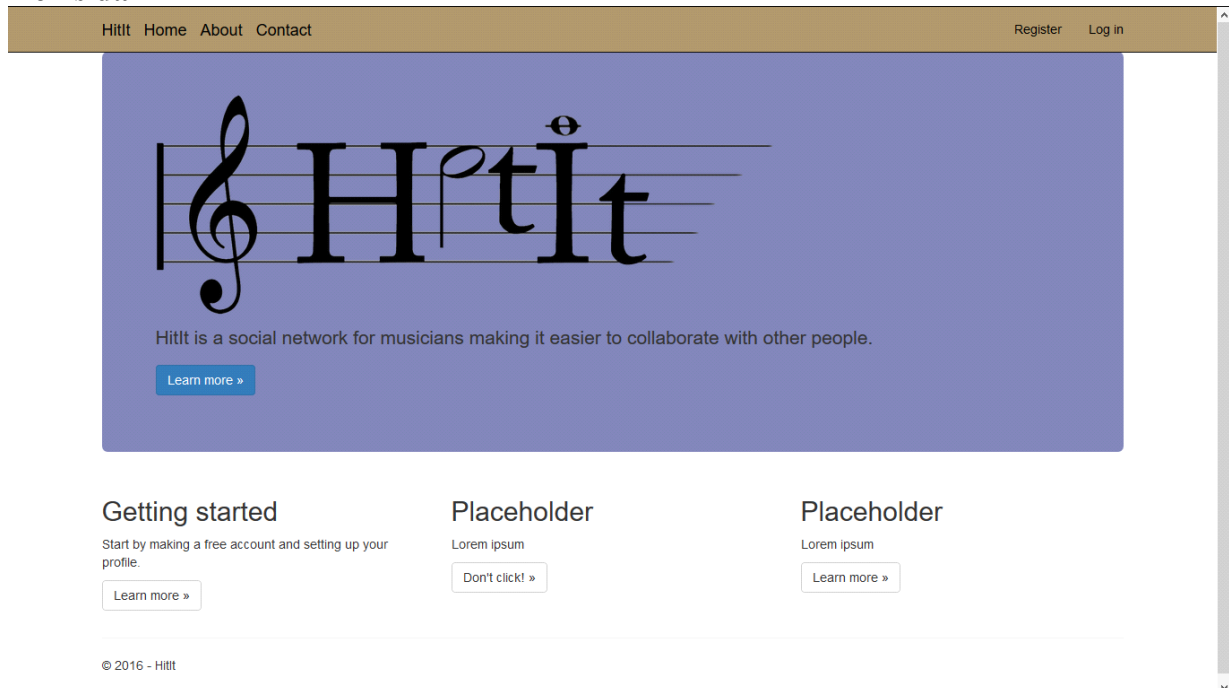 HitIt Home About Contact Register Log in
HitIt
HitIt is a social network for musicians making it easier to collaborate with other people.
Learn more »
Getting started Placeholder Placeholder
Start by making a free account and setting up your Lorem ipsum Lorem ipsum
profile.
Don't click! » Learn more »
Learn more »
© 2016 - HitIt